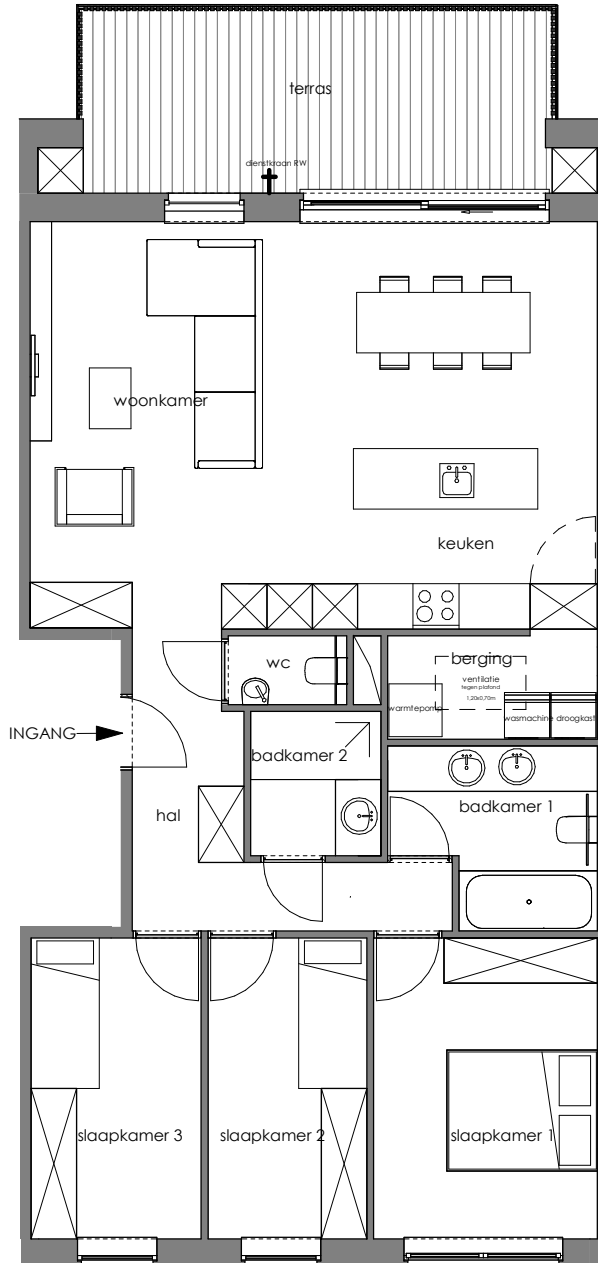 terras
dienstkraan RW
woonkamer
keuken
wc
berging
ventilatie
tegen plafond
1,20x0,70m
warmtepomp
wasmachine droogkast
INGANG
badkamer 2
hal
badkamer 1
slaapkamer 3
slaapkamer 2
slaapkamer 1